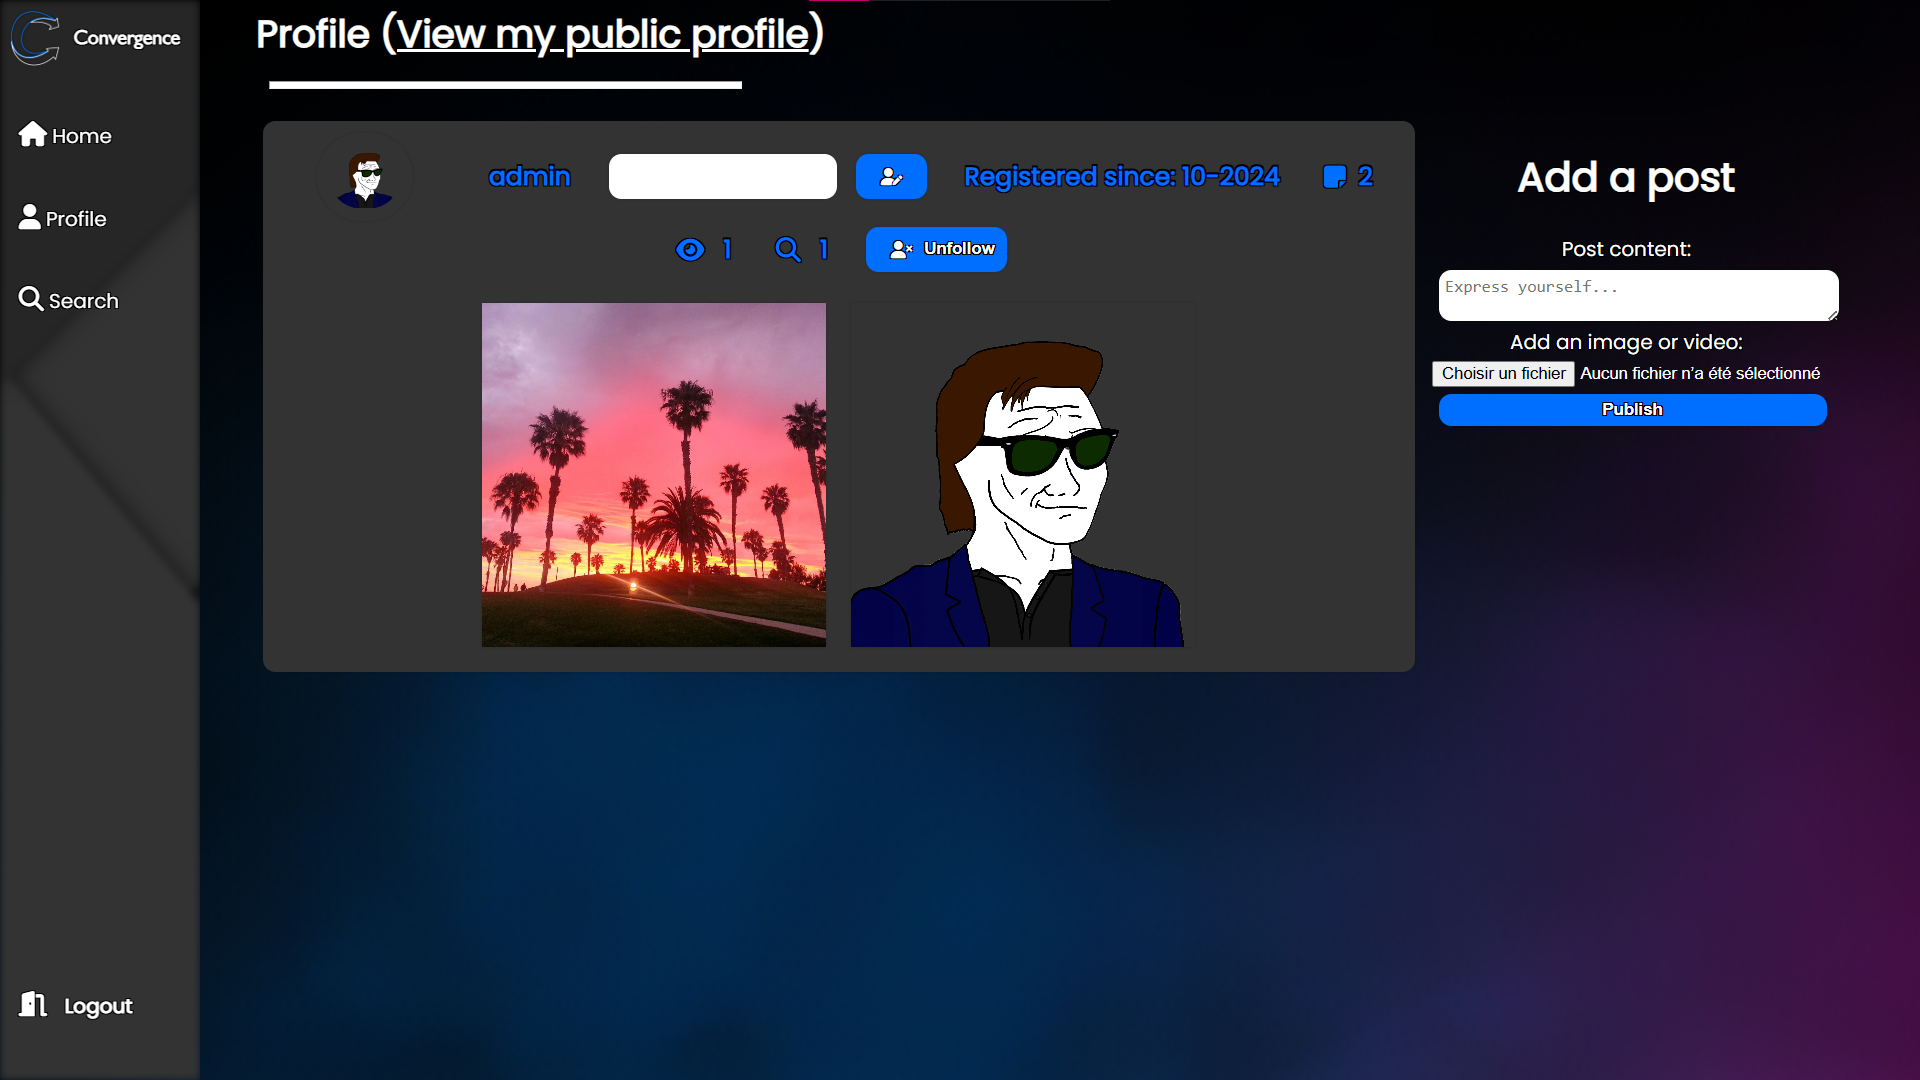 Convergence
Profile (View my public profile)
Home
Profile
Search
admin
Registered since: 10-2024
2
1
1
Unfollow
Add a post
Post content:
Express yourself...
Add an image or video:
Choisir un fichier Aucun fichier n’a été sélectionné
Publish
Logout